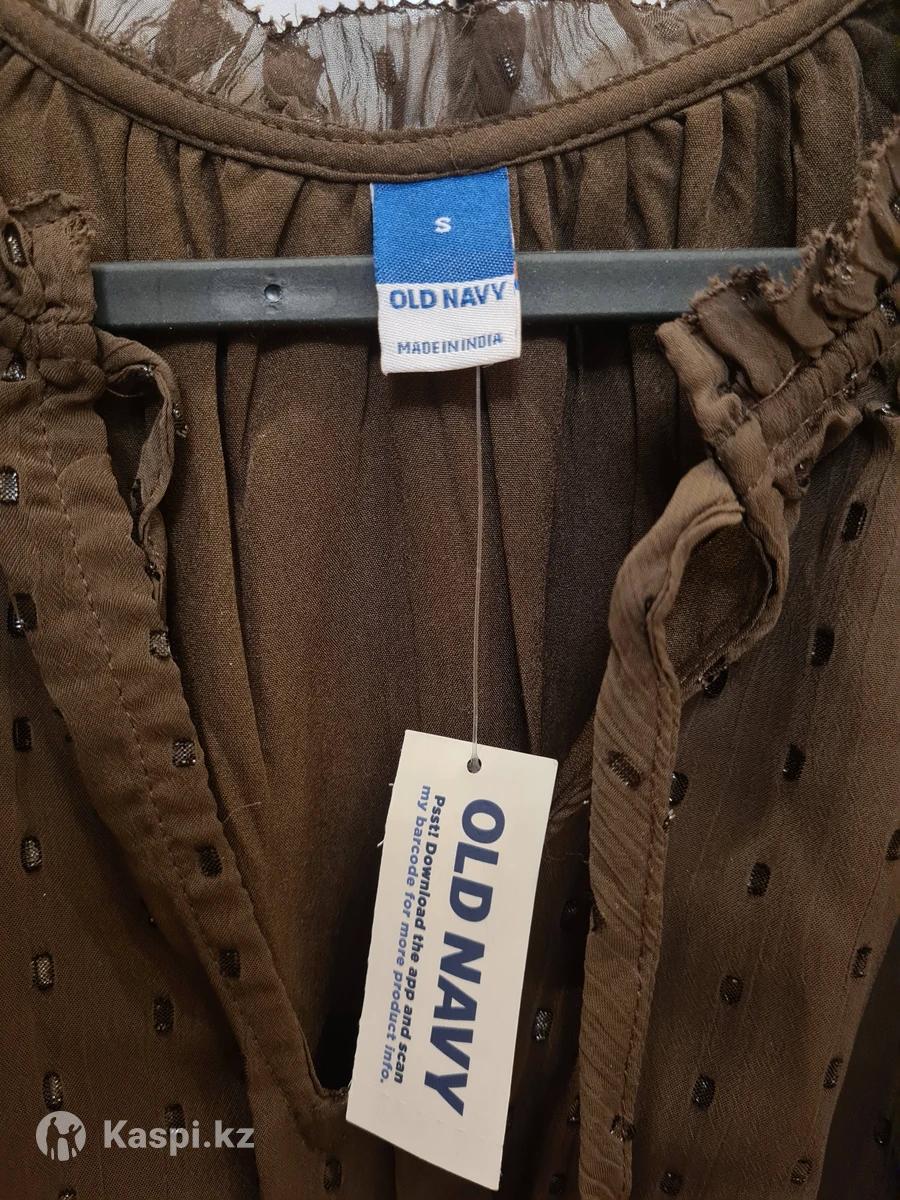 S
OLD NAVY
MADE IN INDIA
OLD NAVY
Psst! Download the app and scan
my barcode for more product info.
Kaspi.kz